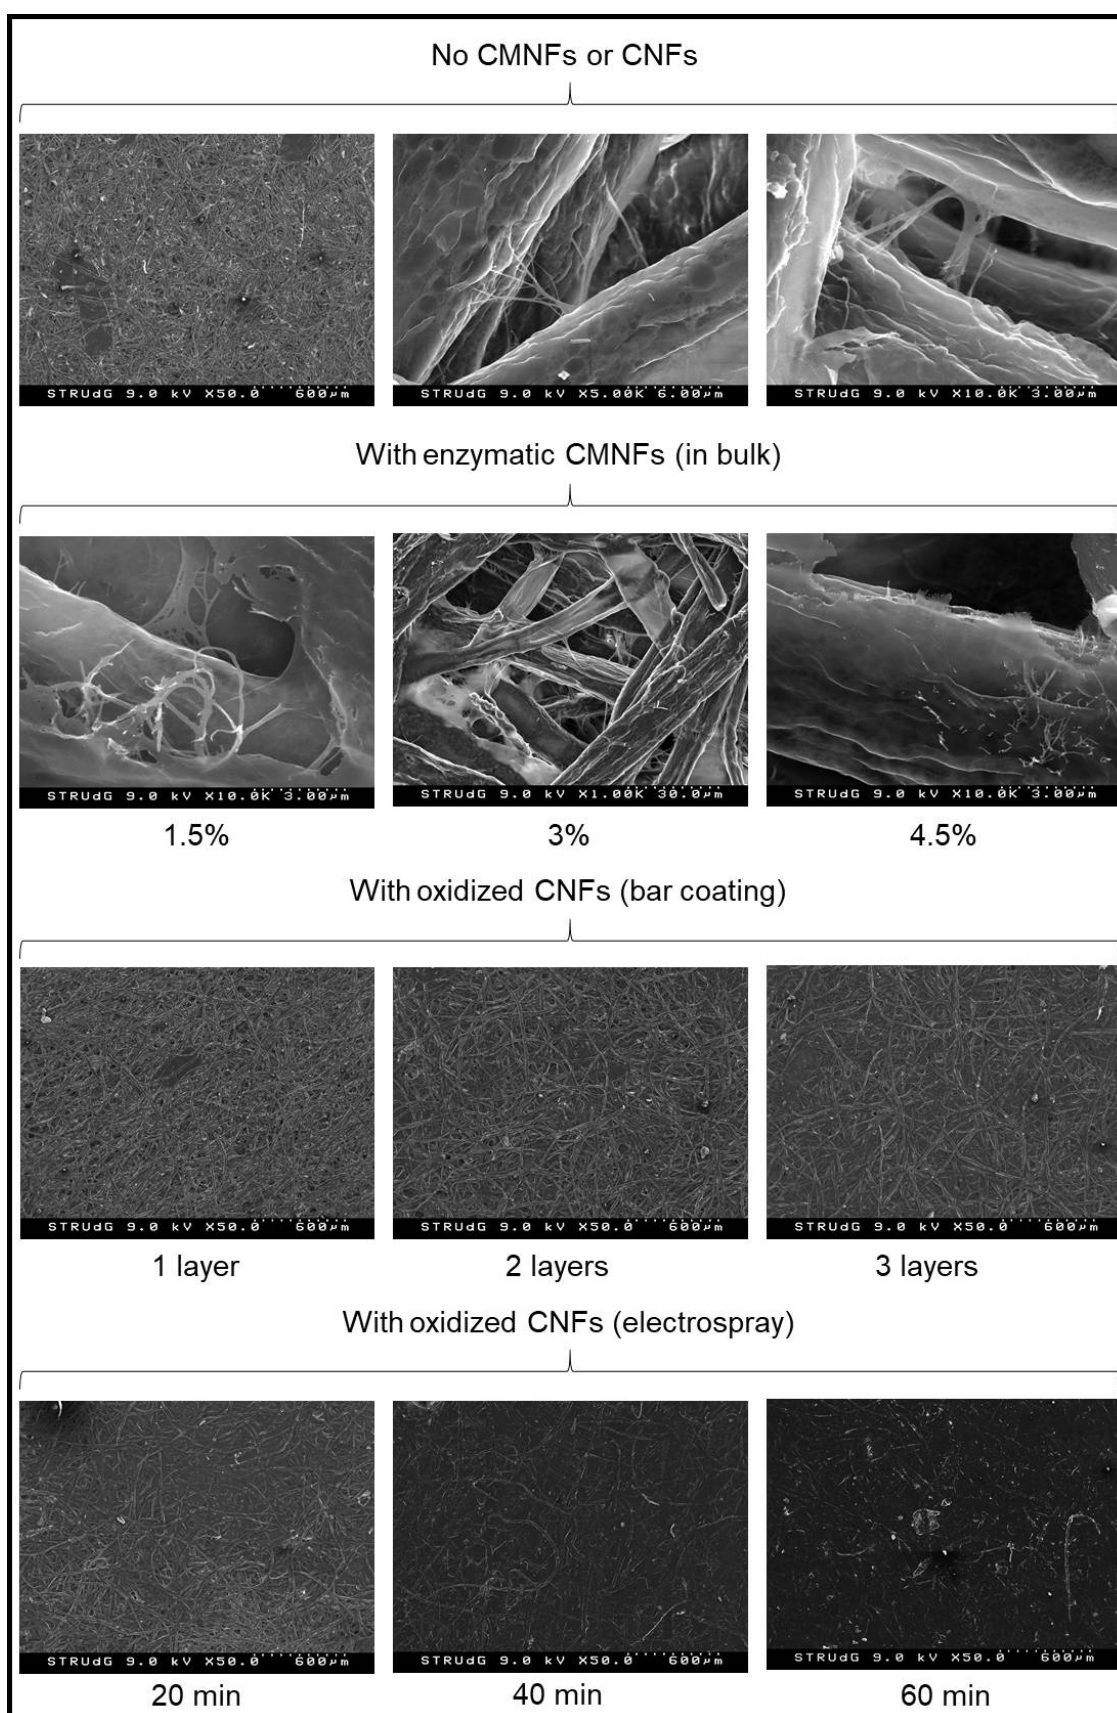 No CMNFs or CNFs
STRUdG 9.0 kV X50.0 600µm
STRUdG 9.0 kV X5.00K 6.00µm
STRUdG 9.0 kV X10.0K 3.00µm
With enzymatic CMNFs (in bulk)
STRUdG 9.0 kV X10.0K 3.00µm
STRUdG 9.0 kV X1.00K 30.0µm
STRUdG 9.0 kV X10.0K 3.00µm
1.5%
3%
4.5%
With oxidized CNFs (bar coating)
STRUdG 9.0 kV X50.0 600µm
STRUdG 9.0 kV X50.0 600µm
STRUdG 9.0 kV X50.0 600µm
1 layer
2 layers
3 layers
With oxidized CNFs (electrospray)
STRUdG 9.0 kV X50.0 600µm
STRUdG 9.0 kV X50.0 600µm
STRUdG 9.0 kV X50.0 600µm
20 min
40 min
60 min